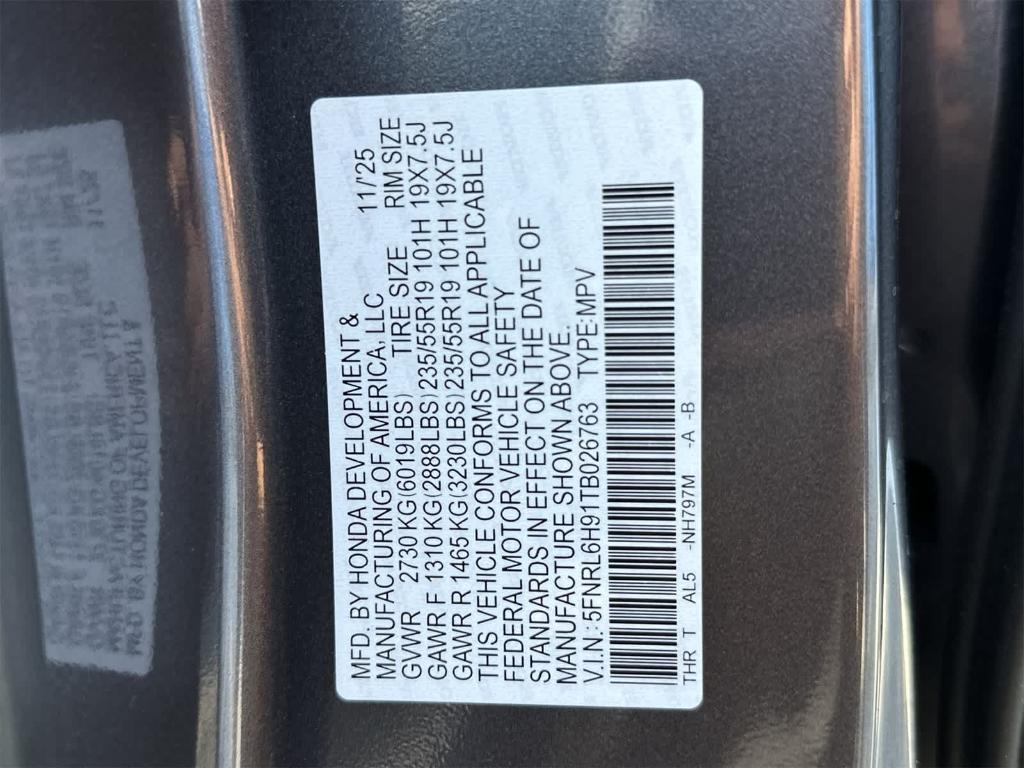 MFD. BY HONDA DEVELOPMENT & 11/'25
MANUFACTURING OF AMERICA, LLC
GVWR 2730 KG(6019LBS) TIRE SIZE RIM SIZE
GAWR F 1310 KG(2888LBS)235/55R19 101H 19X7.5J
GAWR R 1465 KG(3230LBS)235/55R19 101H 19X7.5J
THIS VEHICLE CONFORMS TO ALL APPLICABLE
FEDERAL MOTOR VEHICLE SAFETY
STANDARDS IN EFFECT ON THE DATE OF
MANUFACTURE SHOWN ABOVE.
V.I.N.:5FNRL6H91TB026763 TYPE:MPV
THR T AL5 -NH797M -A -B